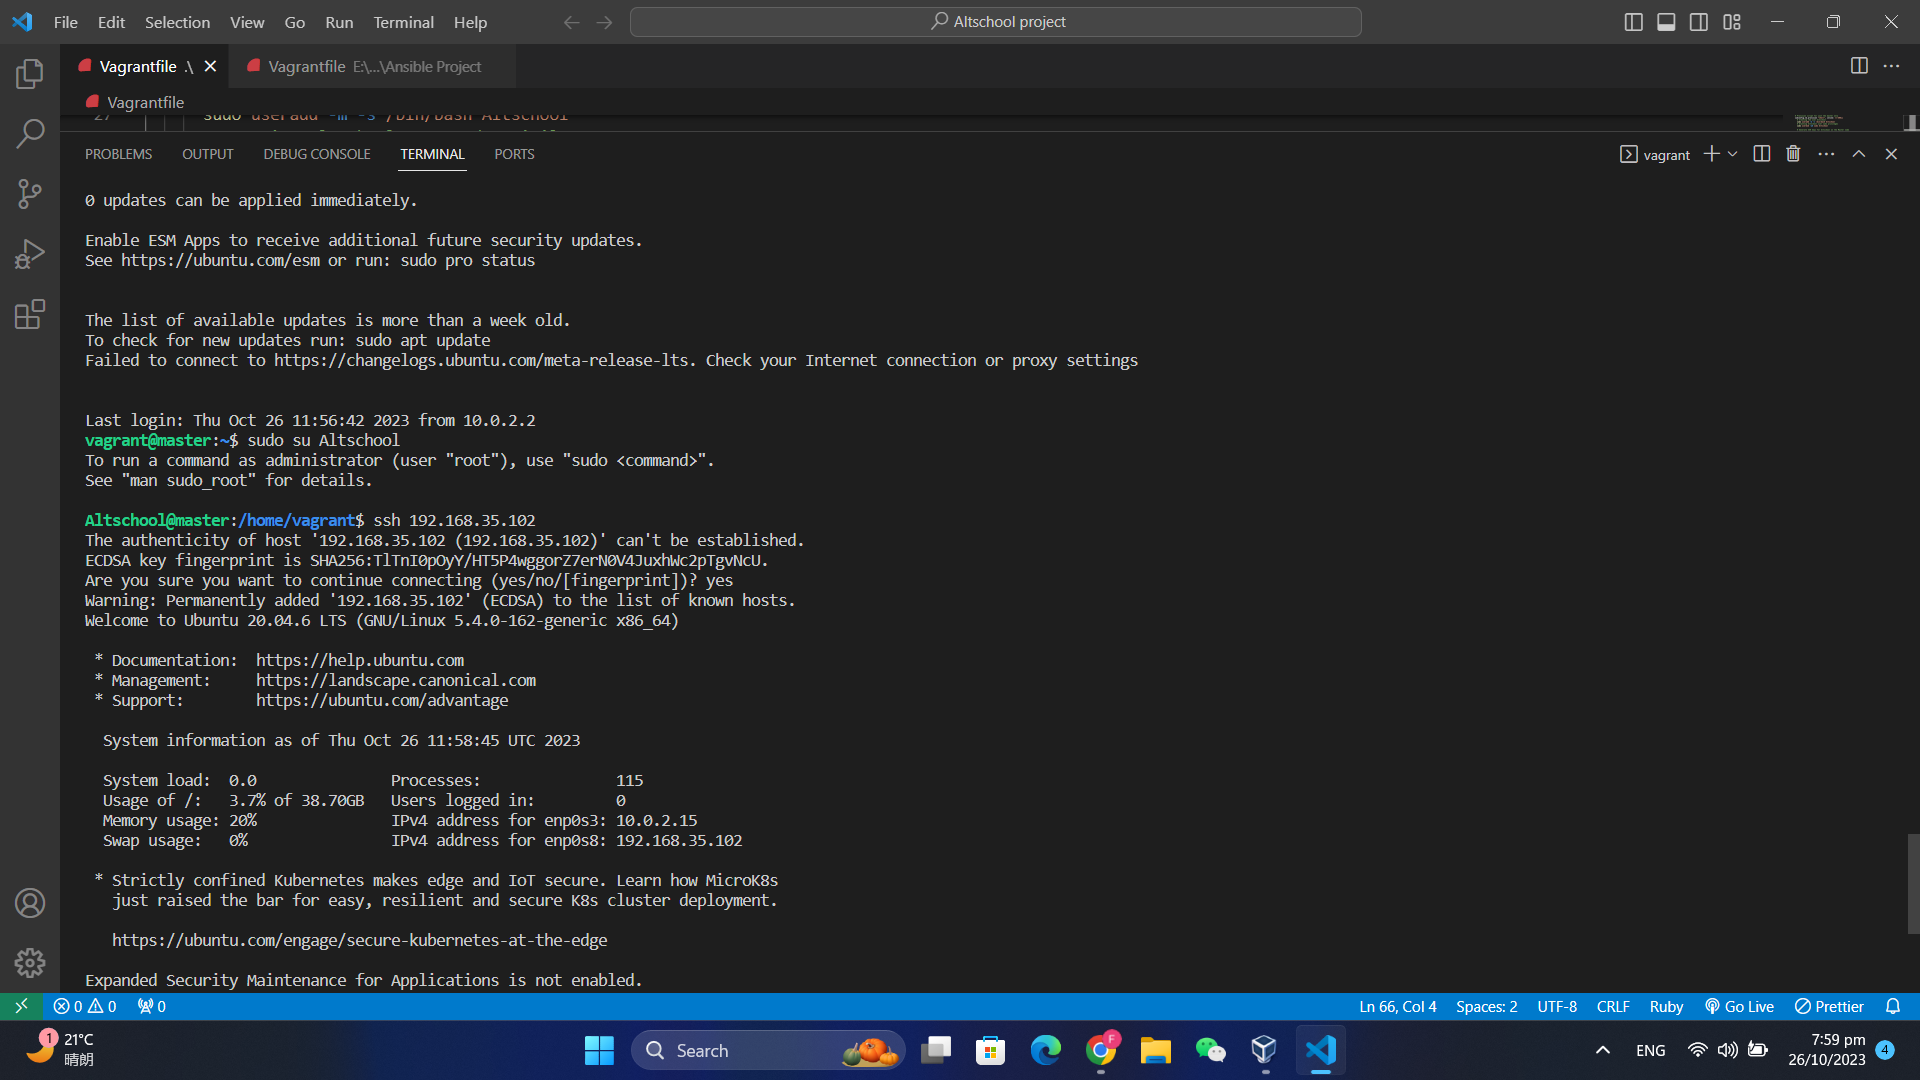 File Edit Selection View Go Run Terminal Help
Altschool project
Vagrantfile .\
Vagrantfile E:\...\Ansible Project
Vagrantfile
27 sudo useradd -m -s /bin/bash Altschool
PROBLEMS OUTPUT DEBUG CONSOLE TERMINAL PORTS
vagrant
0 updates can be applied immediately.
Enable ESM Apps to receive additional future security updates.
See https://ubuntu.com/esm or run: sudo pro status
The list of available updates is more than a week old.
To check for new updates run: sudo apt update
Failed to connect to https://changelogs.ubuntu.com/meta-release-lts. Check your Internet connection or proxy settings
Last login: Thu Oct 26 11:56:42 2023 from 10.0.2.2
vagrant@master:~$ sudo su Altschool
To run a command as administrator (user "root"), use "sudo <command>".
See "man sudo_root" for details.
Altschool@master:/home/vagrant$ ssh 192.168.35.102
The authenticity of host '192.168.35.102 (192.168.35.102)' can't be established.
ECDSA key fingerprint is SHA256:TlTnI0pOyY/HT5P4wggorZ7erN0V4JuxhWc2pTgvNcU.
Are you sure you want to continue connecting (yes/no/[fingerprint])? yes
Warning: Permanently added '192.168.35.102' (ECDSA) to the list of known hosts.
Welcome to Ubuntu 20.04.6 LTS (GNU/Linux 5.4.0-162-generic x86_64)
* Documentation: https://help.ubuntu.com
* Management: https://landscape.canonical.com
* Support: https://ubuntu.com/advantage
System information as of Thu Oct 26 11:58:45 UTC 2023
System load: 0.0 Processes: 115
Usage of /: 3.7% of 38.70GB Users logged in: 0
Memory usage: 20% IPv4 address for enp0s3: 10.0.2.15
Swap usage: 0% IPv4 address for enp0s8: 192.168.35.102
* Strictly confined Kubernetes makes edge and IoT secure. Learn how MicroK8s
just raised the bar for easy, resilient and secure K8s cluster deployment.
https://ubuntu.com/engage/secure-kubernetes-at-the-edge
Expanded Security Maintenance for Applications is not enabled.
0 0 0
Ln 66, Col 4 Spaces: 2 UTF-8 CRLF Ruby Go Live Prettier
1 21°C
晴朗
Search
F
ENG
7:59 pm
26/10/2023
4